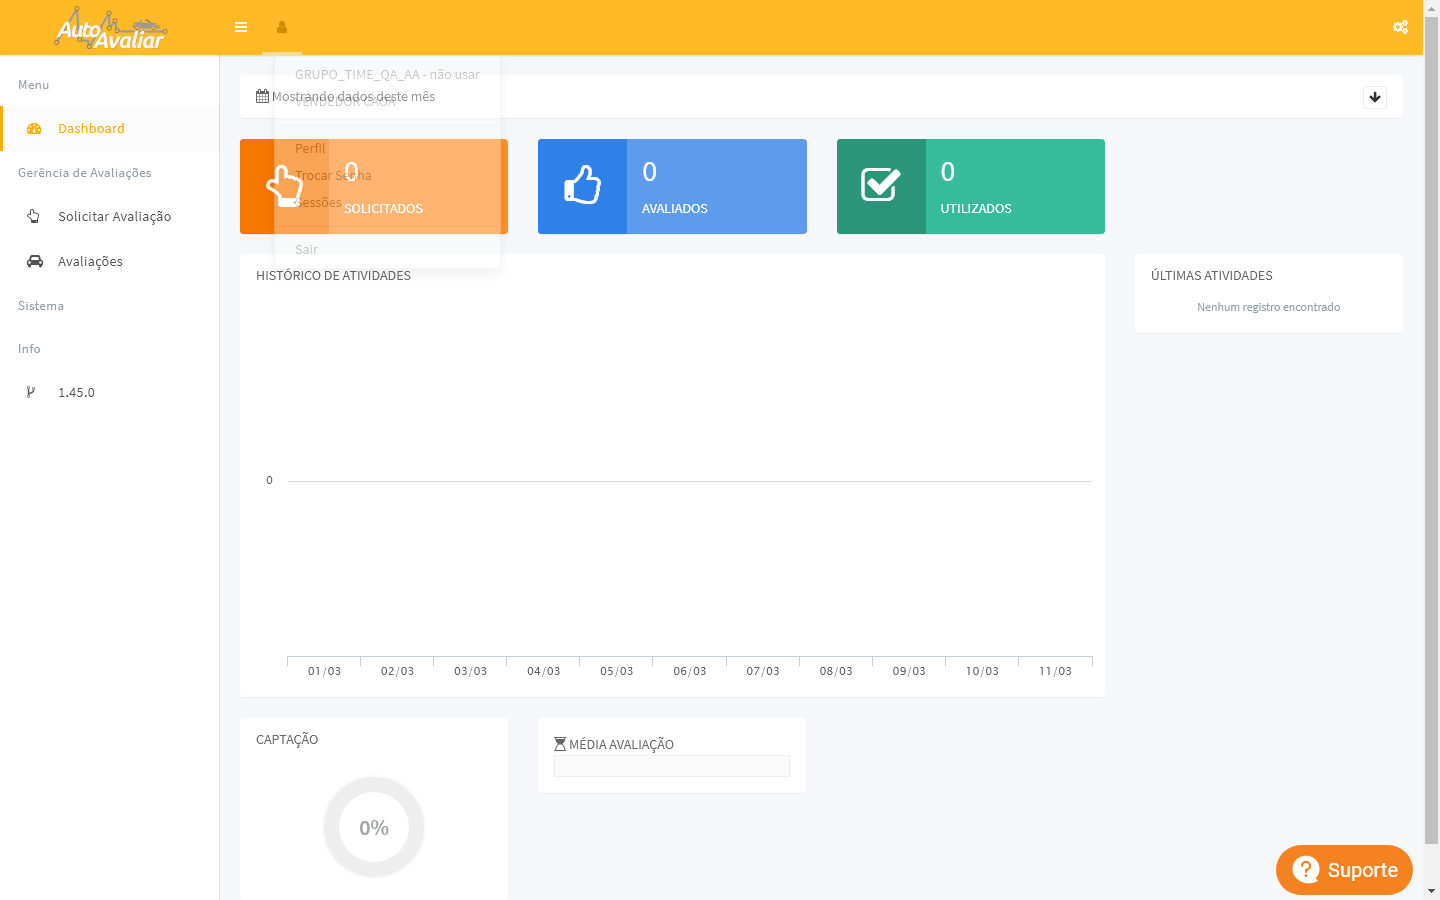 Auto
Avaliar
Menu
Dashboard
Gerência de Avaliações
Solicitar Avaliação
Avaliações
Sistema
Info
1.45.0
GRUPO_TIME_QA_AA - não usar
VENDEDOR CAOA
Perfil
Trocar Senha
Sessões
Sair
Mostrando dados deste mês
0
SOLICITADOS
0
AVALIADOS
0
UTILIZADOS
HISTÓRICO DE ATIVIDADES
0
01/03 02/03 03/03 04/03 05/03 06/03 07/03 08/03 09/03 10/03 11/03
ÚLTIMAS ATIVIDADES
Nenhum registro encontrado
CAPTAÇÃO
0%
MÉDIA AVALIAÇÃO
Suporte